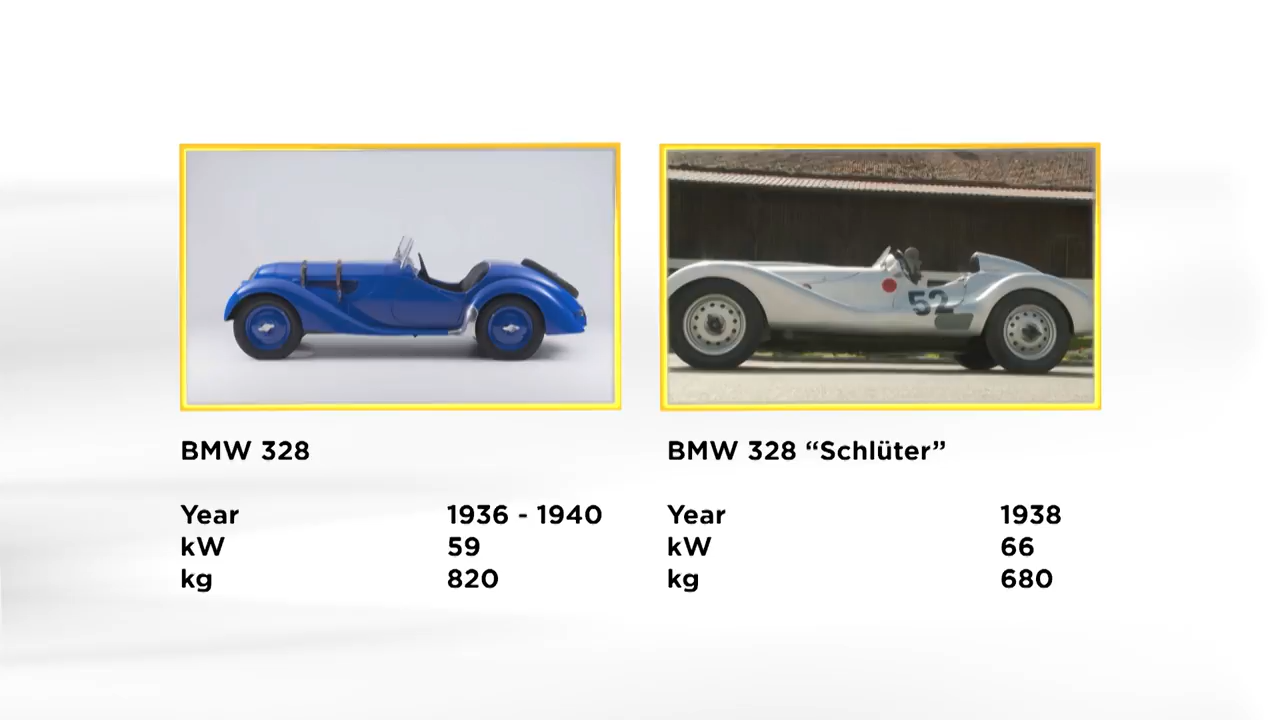 52
BMW 328
Year 1936 - 1940
kW 59
kg 820
BMW 328 “Schlüter”
Year 1938
kW 66
kg 680